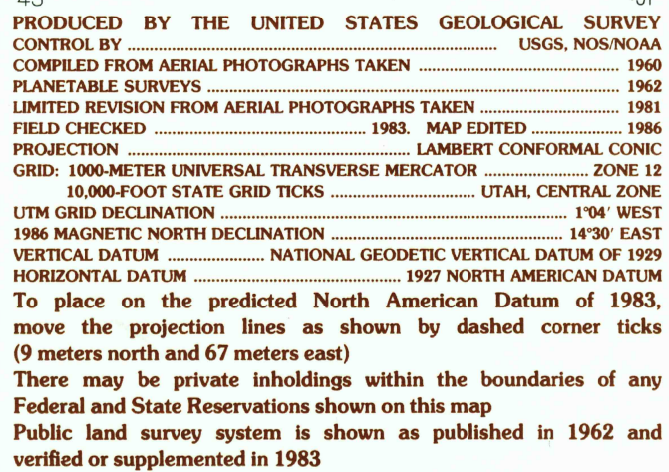 PRODUCED BY THE UNITED STATES GEOLOGICAL SURVEY
CONTROL BY ........ USGS, NOS/NOAA
COMPILED FROM AERIAL PHOTOGRAPHS TAKEN ........ 1960
PLANETABLE SURVEYS ........ 1962
LIMITED REVISION FROM AERIAL PHOTOGRAPHS TAKEN ........ 1981
FIELD CHECKED ........ 1983. MAP EDITED ........ 1986
PROJECTION ........ LAMBERT CONFORMAL CONIC
GRID: 1000-METER UNIVERSAL TRANSVERSE MERCATOR ........ ZONE 12
10,000-FOOT STATE GRID TICKS ........ UTAH, CENTRAL ZONE
UTM GRID DECLINATION ........ 1°04′ WEST
1986 MAGNETIC NORTH DECLINATION ........ 14°30′ EAST
VERTICAL DATUM ........ NATIONAL GEODETIC VERTICAL DATUM OF 1929
HORIZONTAL DATUM ........ 1927 NORTH AMERICAN DATUM
To place on the predicted North American Datum of 1983,
move the projection lines as shown by dashed corner ticks
(9 meters north and 67 meters east)
There may be private inholdings within the boundaries of any
Federal and State Reservations shown on this map
Public land survey system is shown as published in 1962 and
verified or supplemented in 1983